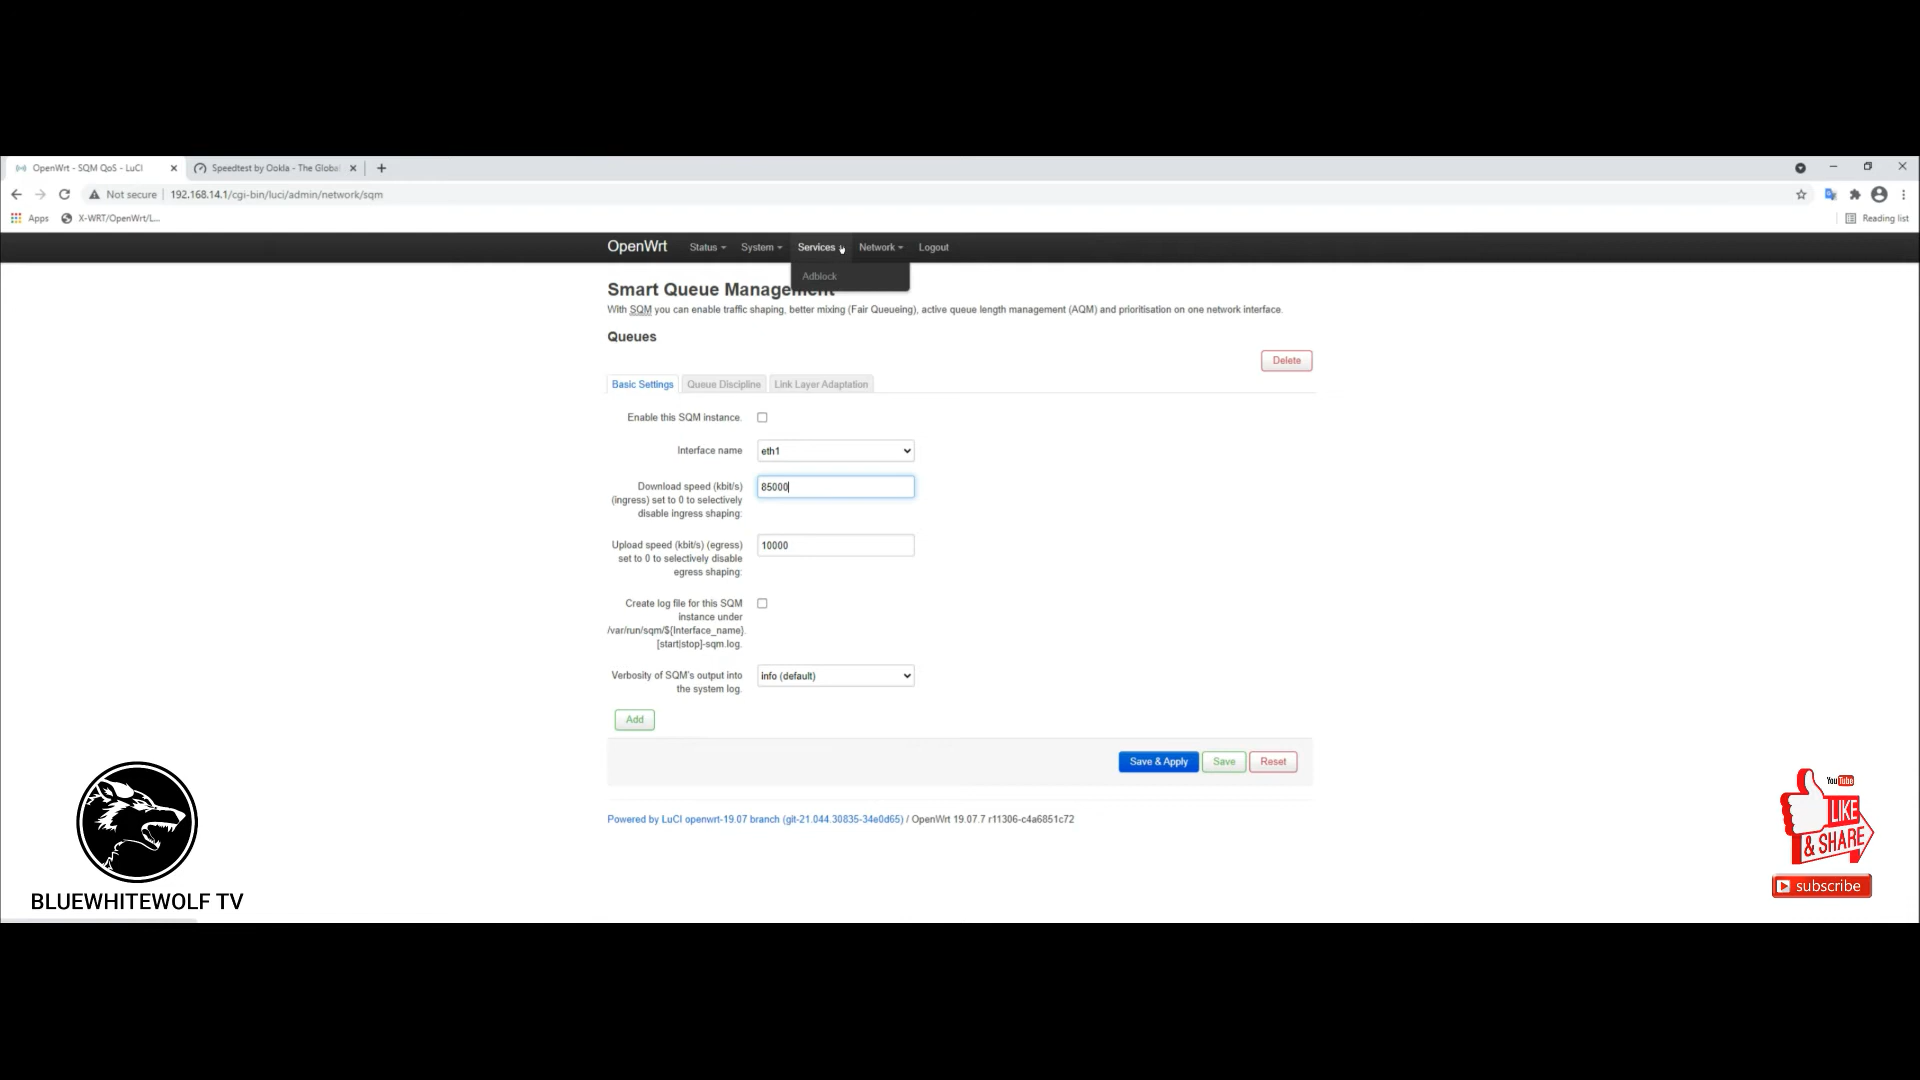 OpenWrt - SQM QoS - LuCI
Speedtest by Ookla - The Global
Not secure
192.168.14.1/cgi-bin/luci/admin/network/sqm
Apps
X-WRT/OpenWrt/L...
Reading list
OpenWrt
Status
System
Services
Network
Logout
Adblock
Smart Queue Management
With SQM you can enable traffic shaping, better mixing (Fair Queueing), active queue length management (AQM) and prioritisation on one network interface.
Queues
Delete
Basic Settings
Queue Discipline
Link Layer Adaptation
Enable this SQM instance.
Interface name
eth1
Download speed (kbit/s)
(ingress) set to 0 to selectively
disable ingress shaping:
85000
Upload speed (kbit/s) (egress)
set to 0 to selectively disable
egress shaping:
10000
Create log file for this SQM
instance under
/var/run/sqm/${Interface_name}.
[start|stop]-sqm.log.
Verbosity of SQM's output into
the system log.
info (default)
Add
Save & Apply
Save
Reset
Powered by LuCI openwrt-19.07 branch (git-21.044.30835-34e0d65) / OpenWrt 19.07.7 r11306-c4a6851c72
BLUEWHITEWOLF TV
YouTube
LIKE
& SHARE
subscribe